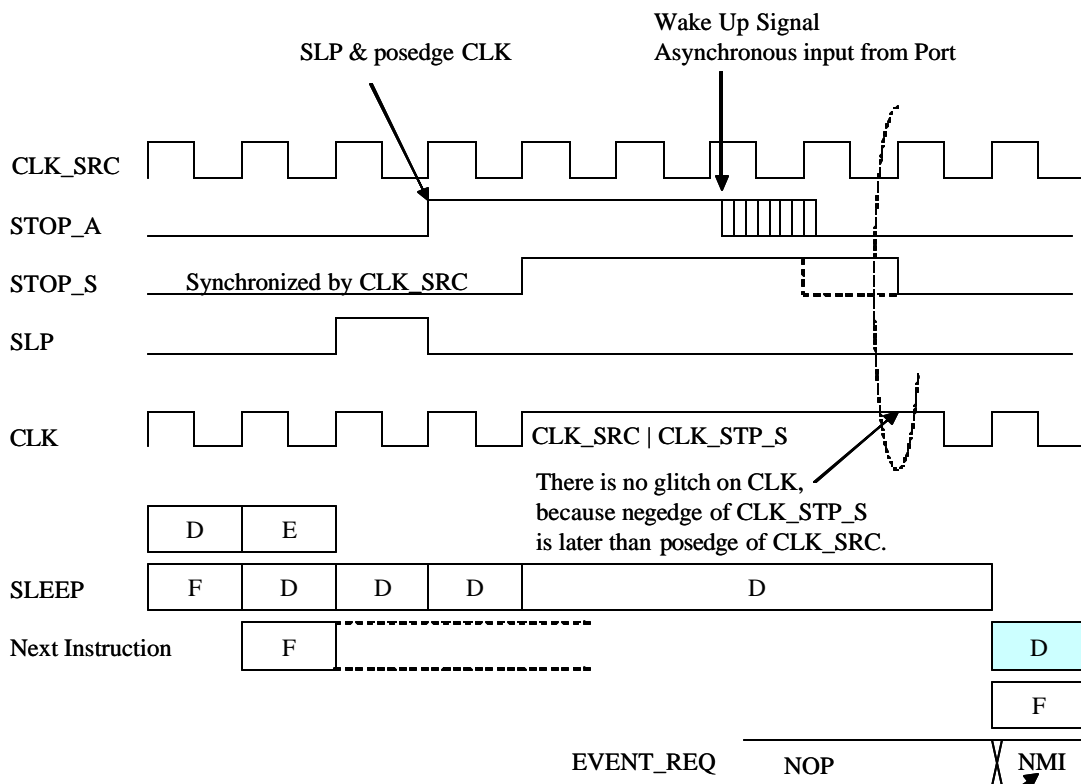 Wake Up Signal
SLP & posedge CLK
Asynchronous input from Port
CLK_SRC
STOP_A
STOP_S
Synchronized by CLK_SRC
SLP
CLK
CLK_SRC | CLK_STP_S
There is no glitch on CLK,
because negedge of CLK_STP_S
is later than posedge of CLK_SRC.
D E
SLEEP F D D D D
Next Instruction F D
F
EVENT_REQ NOP NMI